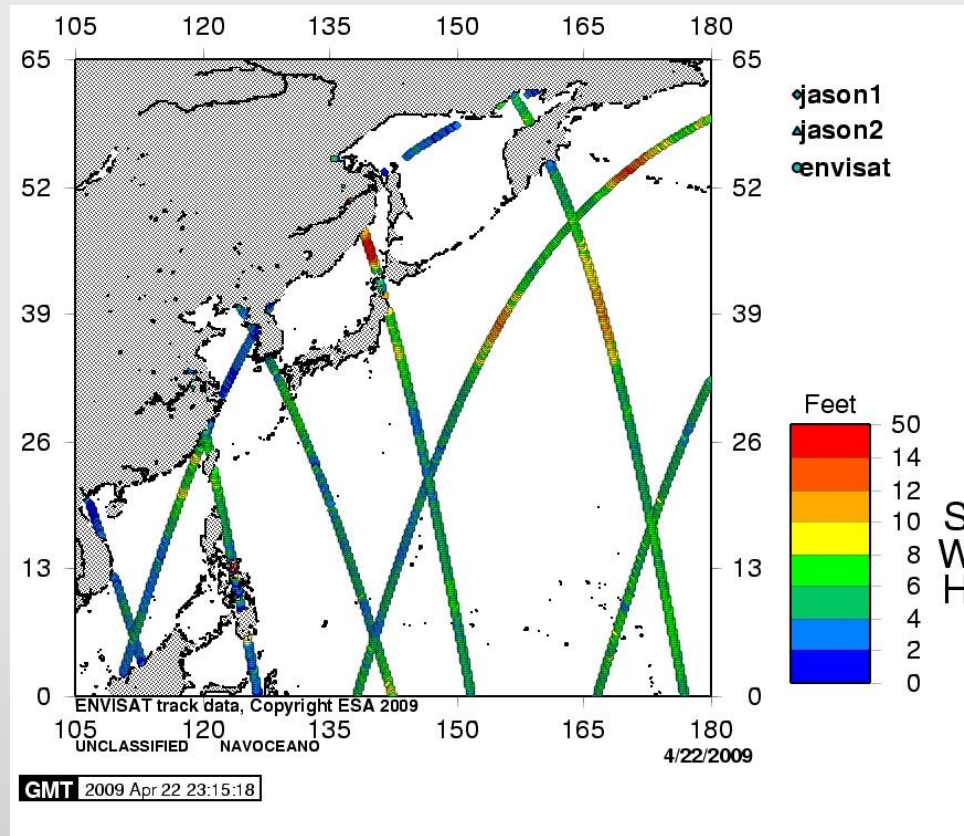 105 120 135 150 165 180
65 65
jason1
jason2
52 52
envisat
39 39
Feet
50
14
12
10
8
6
4
2
0
S
W
H
26 26
13 13
0 0
ENVISAT track data, Copyright ESA 2009
105 120 135 150 165 180
UNCLASSIFIED NAVOCEANO
4/22/2009
GMT 2009 Apr 22 23:15:18